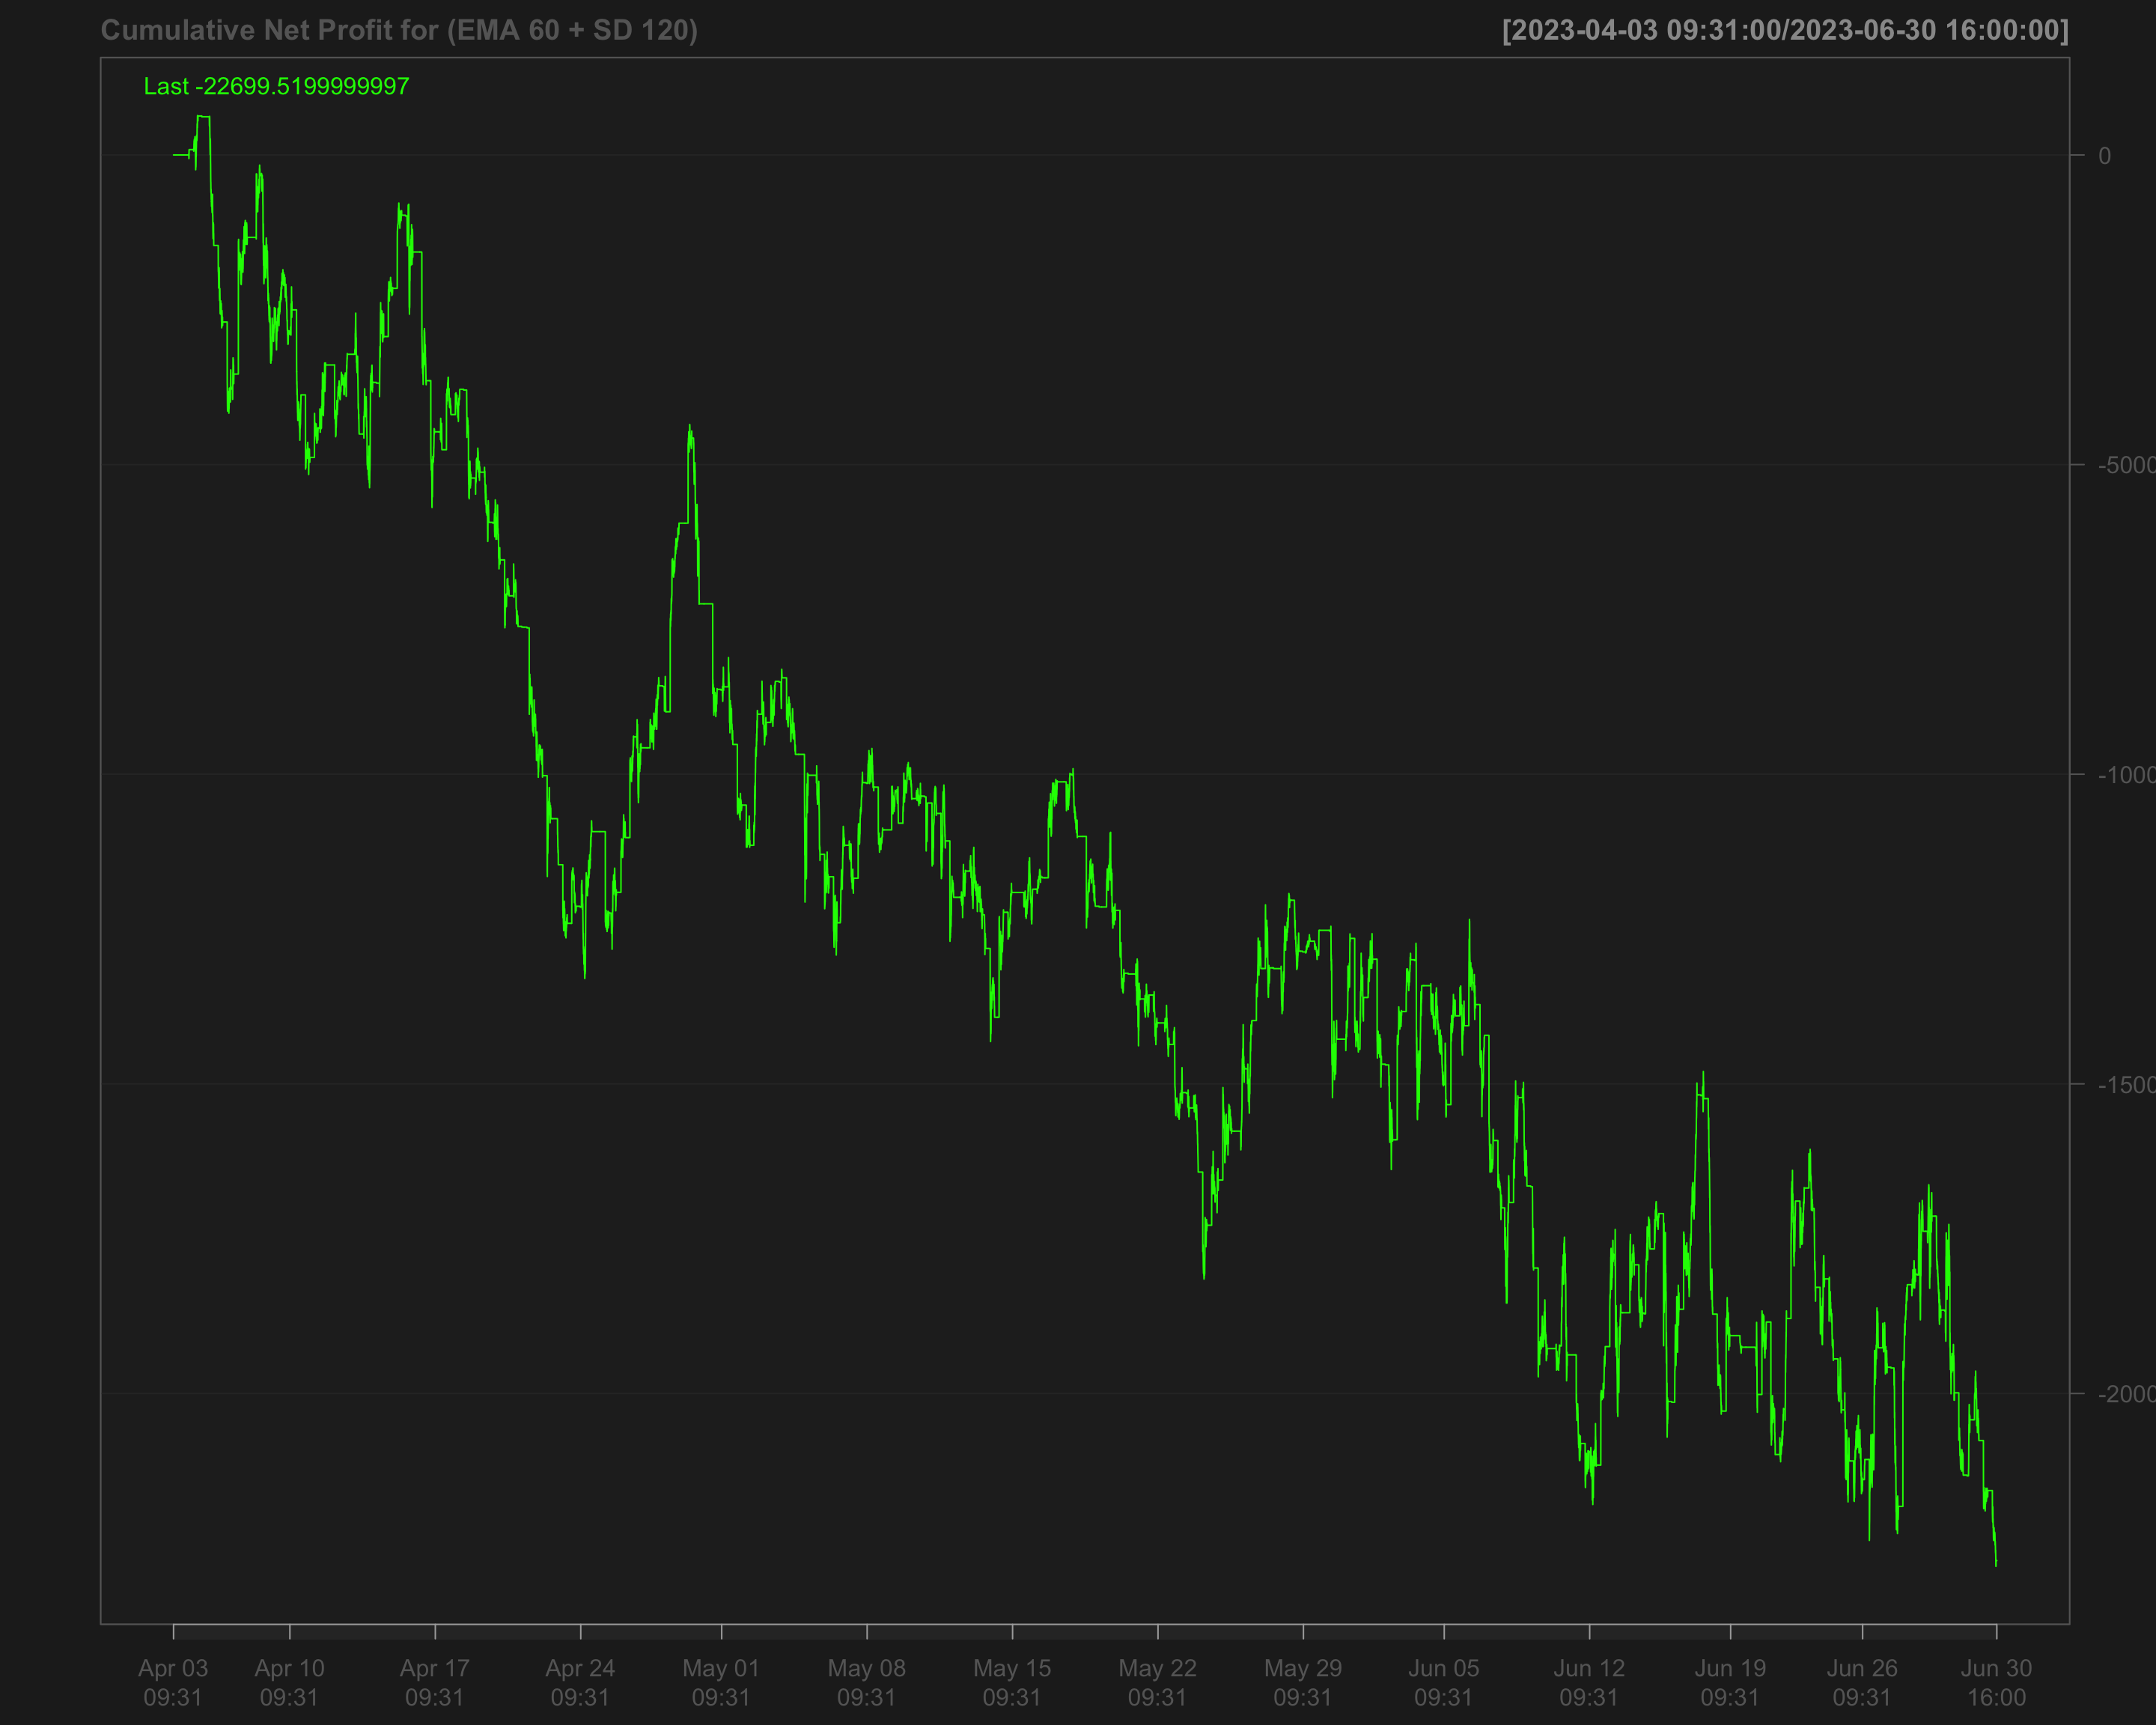 Cumulative Net Profit for (EMA 60 + SD 120)
[2023-04-03 09:31:00/2023-06-30 16:00:00]
Last -22699.5199999997
0
-5000
-1000
-1500
-2000
Apr 03 Apr 10 Apr 17 Apr 24 May 01 May 08 May 15 May 22 May 29 Jun 05 Jun 12 Jun 19 Jun 26 Jun 30
09:31 09:31 09:31 09:31 09:31 09:31 09:31 09:31 09:31 09:31 09:31 09:31 09:31 16:00